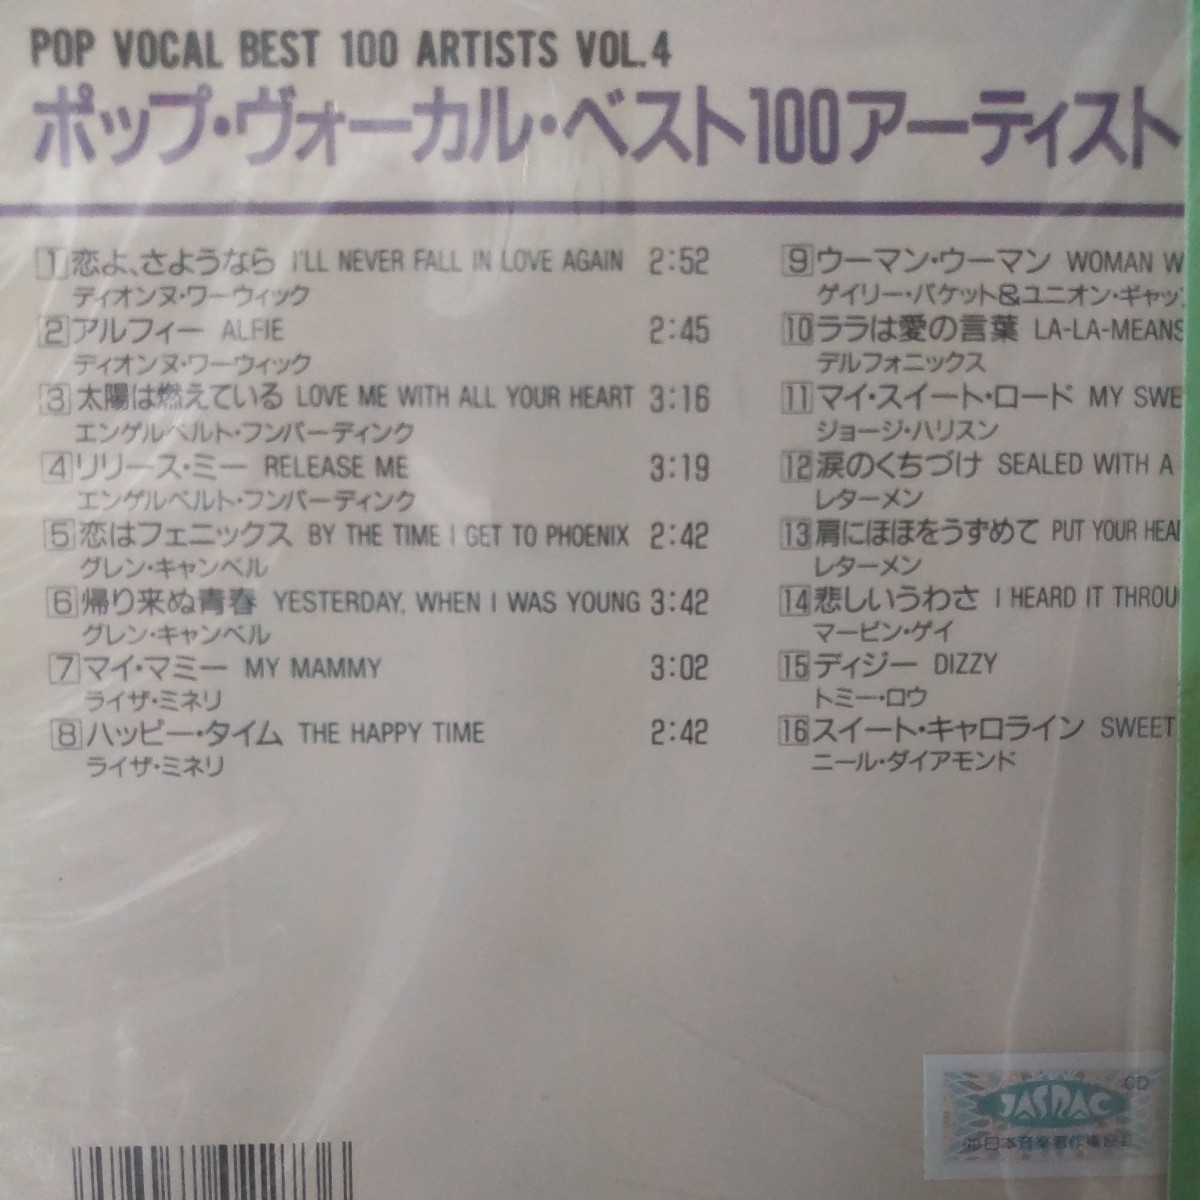 POP VOCAL BEST 100 ARTISTS VOL.4
ポップ・ヴォーカル・ベスト100アーティスト
1 恋よ、さようなら I'LL NEVER FALL IN LOVE AGAIN 2:52
ディオンヌ・ワーウィック
2 アルフィー ALFIE 2:45
ディオンヌ・ワーウィック
3 太陽は燃えている LOVE ME WITH ALL YOUR HEART 3:16
エンゲルベルト・フンパーディンク
4 リリース・ミー RELEASE ME 3:19
エンゲルベルト・フンパーディンク
5 恋はフェニックス BY THE TIME I GET TO PHOENIX 2:42
グレン・キャンベル
6 帰り来ぬ青春 YESTERDAY, WHEN I WAS YOUNG 3:42
グレン・キャンベル
7 マイ・マミー MY MAMMY 3:02
ライザ・ミネリ
8 ハッピー・タイム THE HAPPY TIME 2:42
ライザ・ミネリ
9 ウーマン・ウーマン WOMAN W
ゲイリー・パケット&ユニオン・ギャッ
10 ララは愛の言葉 LA-LA-MEANS
デルフォニックス
11 マイ・スイート・ロード MY SWE
ジョージ・ハリスン
12 涙のくちづけ SEALED WITH A
レターメン
13 肩にほほをうずめて PUT YOUR HEA
レターメン
14 悲しいうわさ I HEARD IT THROU
マービン・ゲイ
15 ディジー DIZZY
トミー・ロウ
16 スイート・キャロライン SWEET
ニール・ダイアモンド
CD
JASRAC
日本音楽著作権